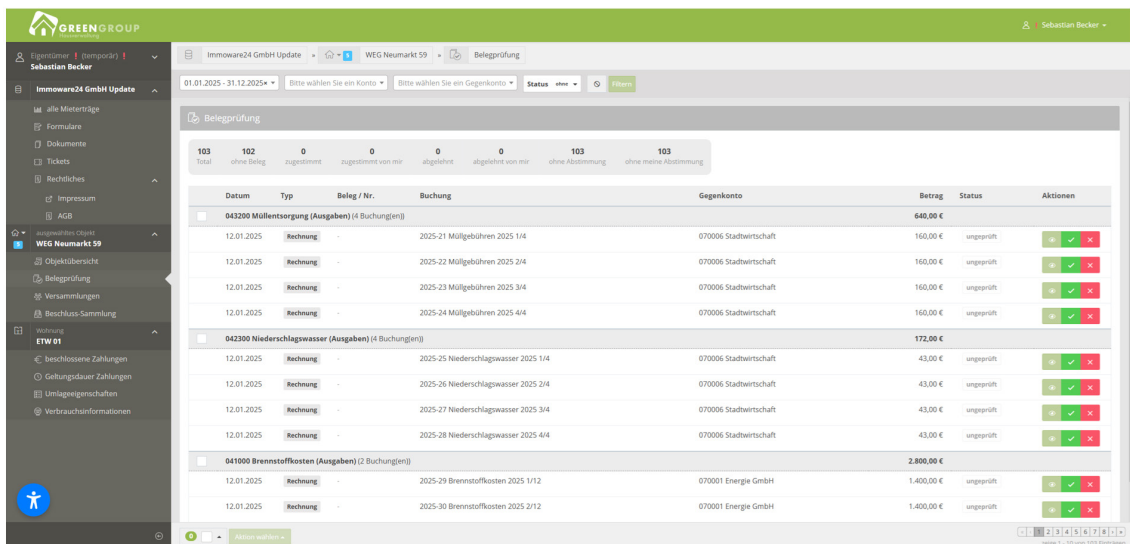 GREENGROUP
Hausverwaltung
Sebastian Becker
Eigentümer ❗ (temporär) ❗
Sebastian Becker
Immoware24 GmbH Update
alle Mieterträge
Formulare
Dokumente
Tickets
Rechtliches
Impressum
AGB
ausgewähltes Objekt
WEG Neumarkt 59
Objektübersicht
Belegprüfung
Versammlungen
Beschluss-Sammlung
Wohnung
ETW 01
beschlossene Zahlungen
Geltungsdauer Zahlungen
Umlageeigenschaften
Verbrauchsinformationen
Immoware24 GmbH Update » WEG Neumarkt 59 » Belegprüfung
01.01.2025 - 31.12.2025× Bitte wählen Sie ein Konto Bitte wählen Sie ein Gegenkonto Status ohne Filtern
Belegprüfung
103 102 0 0 0 0 103 103
Total ohne Beleg zugestimmt zugestimmt von mir abgelehnt abgelehnt von mir ohne Abstimmung ohne meine Abstimmung
Datum Typ Beleg / Nr. Buchung Gegenkonto Betrag Status Aktionen
043200 Müllentsorgung (Ausgaben) (4 Buchung(en)) 640,00 €
12.01.2025 Rechnung - 2025-21 Müllgebühren 2025 1/4 070006 Stadtwirtschaft 160,00 € ungeprüft
12.01.2025 Rechnung - 2025-22 Müllgebühren 2025 2/4 070006 Stadtwirtschaft 160,00 € ungeprüft
12.01.2025 Rechnung - 2025-23 Müllgebühren 2025 3/4 070006 Stadtwirtschaft 160,00 € ungeprüft
12.01.2025 Rechnung - 2025-24 Müllgebühren 2025 4/4 070006 Stadtwirtschaft 160,00 € ungeprüft
042300 Niederschlagswasser (Ausgaben) (4 Buchung(en)) 172,00 €
12.01.2025 Rechnung - 2025-25 Niederschlagswasser 2025 1/4 070006 Stadtwirtschaft 43,00 € ungeprüft
12.01.2025 Rechnung - 2025-26 Niederschlagswasser 2025 2/4 070006 Stadtwirtschaft 43,00 € ungeprüft
12.01.2025 Rechnung - 2025-27 Niederschlagswasser 2025 3/4 070006 Stadtwirtschaft 43,00 € ungeprüft
12.01.2025 Rechnung - 2025-28 Niederschlagswasser 2025 4/4 070006 Stadtwirtschaft 43,00 € ungeprüft
041000 Brennstoffkosten (Ausgaben) (2 Buchung(en)) 2.800,00 €
12.01.2025 Rechnung - 2025-29 Brennstoffkosten 2025 1/12 070001 Energie GmbH 1.400,00 € ungeprüft
12.01.2025 Rechnung - 2025-30 Brennstoffkosten 2025 2/12 070001 Energie GmbH 1.400,00 € ungeprüft
0 Aktion wählen « ‹ 1 2 3 4 5 6 7 8 › »
zeige 1 - 10 von 103 Einträgen